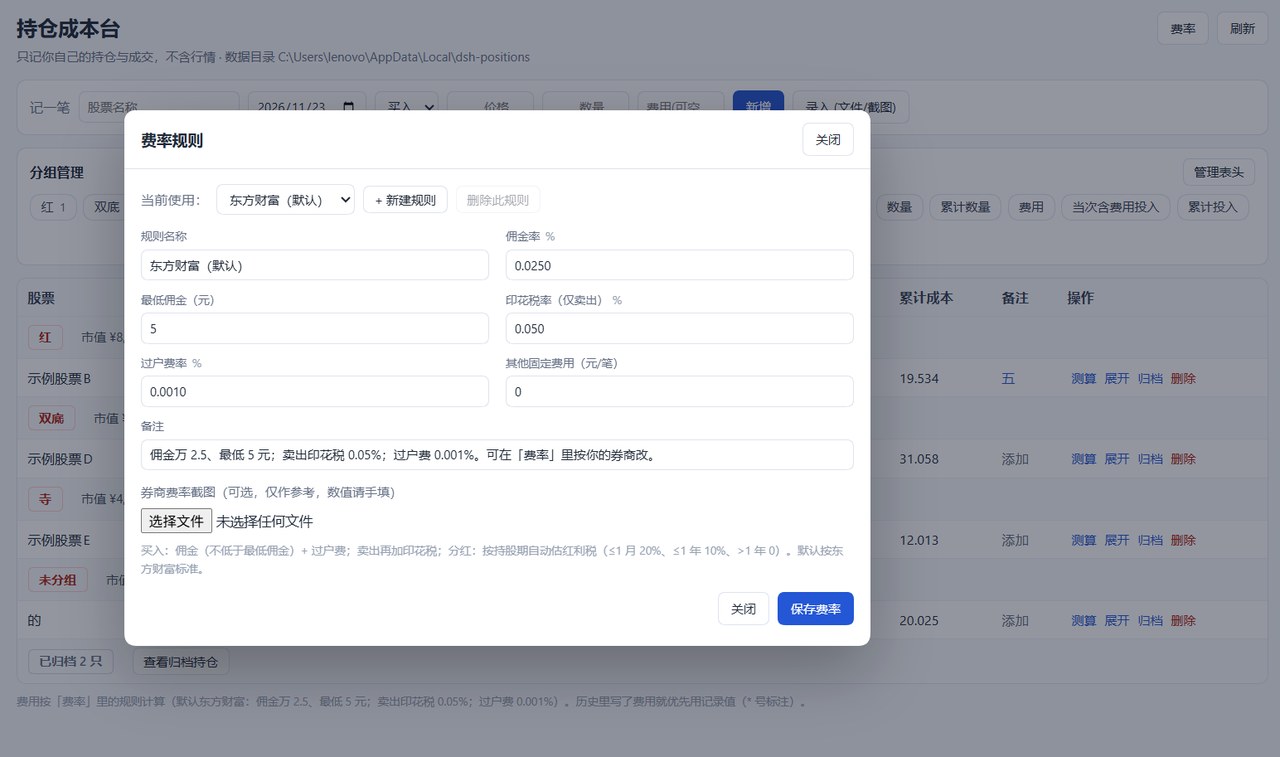 持仓成本台
费率
刷新
只记你自己的持仓与成交，不含行情 · 数据目录 C:\Users\lenovo\AppData\Local\dsh-positions
记一笔
股票名称
2026/11/23
买入
价格
数量
费用(可空
新增
录入 (文件/截图)
分组管理
管理表头
红 1
双底
数量
累计数量
费用
当次含费用投入
累计投入
费率规则
关闭
当前使用：
东方财富（默认）
+ 新建规则
删除此规则
规则名称
佣金率 %
东方财富（默认）
0.0250
最低佣金（元）
印花税率（仅卖出） %
5
0.050
过户费率 %
其他固定费用（元/笔）
0.0010
0
备注
佣金万 2.5、最低 5 元；卖出印花税 0.05%；过户费 0.001%。可在「费率」里按你的券商改。
券商费率截图（可选，仅作参考，数值请手填）
选择文件 未选择任何文件
买入：佣金（不低于最低佣金）+ 过户费；卖出再加印花税；分红：按持股期自动估红利税（≤1 月 20%、≤1 年 10%、>1 年 0）。默认按东
方财富标准。
关闭
保存费率
股票
累计成本
备注
操作
红
市值 ¥8,
示例股票B
19.534
五
测算 展开 归档 删除
双底
市值
示例股票D
31.058
添加
测算 展开 归档 删除
寺
市值 ¥4,
示例股票E
12.013
添加
测算 展开 归档 删除
未分组
市值
的
20.025
添加
测算 展开 归档 删除
已归档 2 只
查看归档持仓
费用按「费率」里的规则计算（默认东方财富：佣金万 2.5、最低 5 元；卖出印花税 0.05%；过户费 0.001%）。历史里写了费用就优先用记录值（* 号标注）。